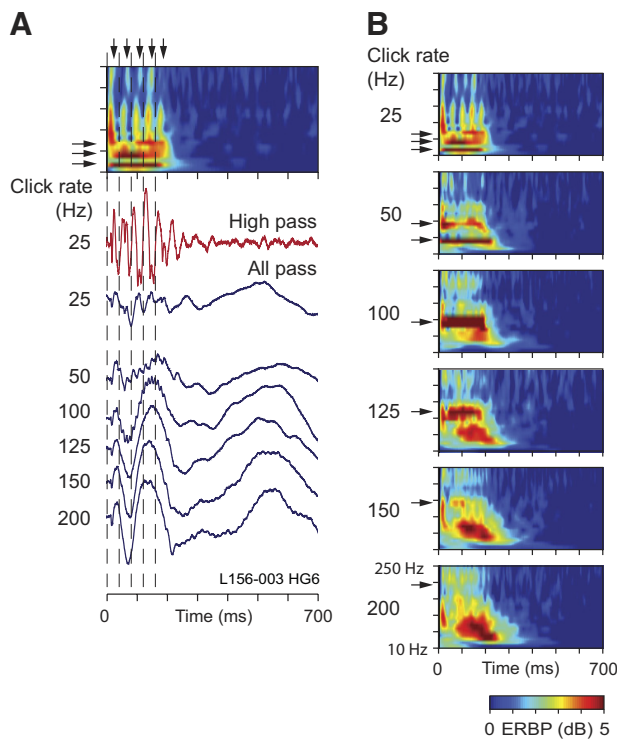 A
Click rate
(Hz)
High pass
25
All pass
25
50
100
125
150
200
L156-003 HG6
0 Time (ms) 700
B
Click rate
(Hz)
25
50
100
125
150
250 Hz
200
10 Hz
0 Time (ms) 700
0 ERBP (dB) 5